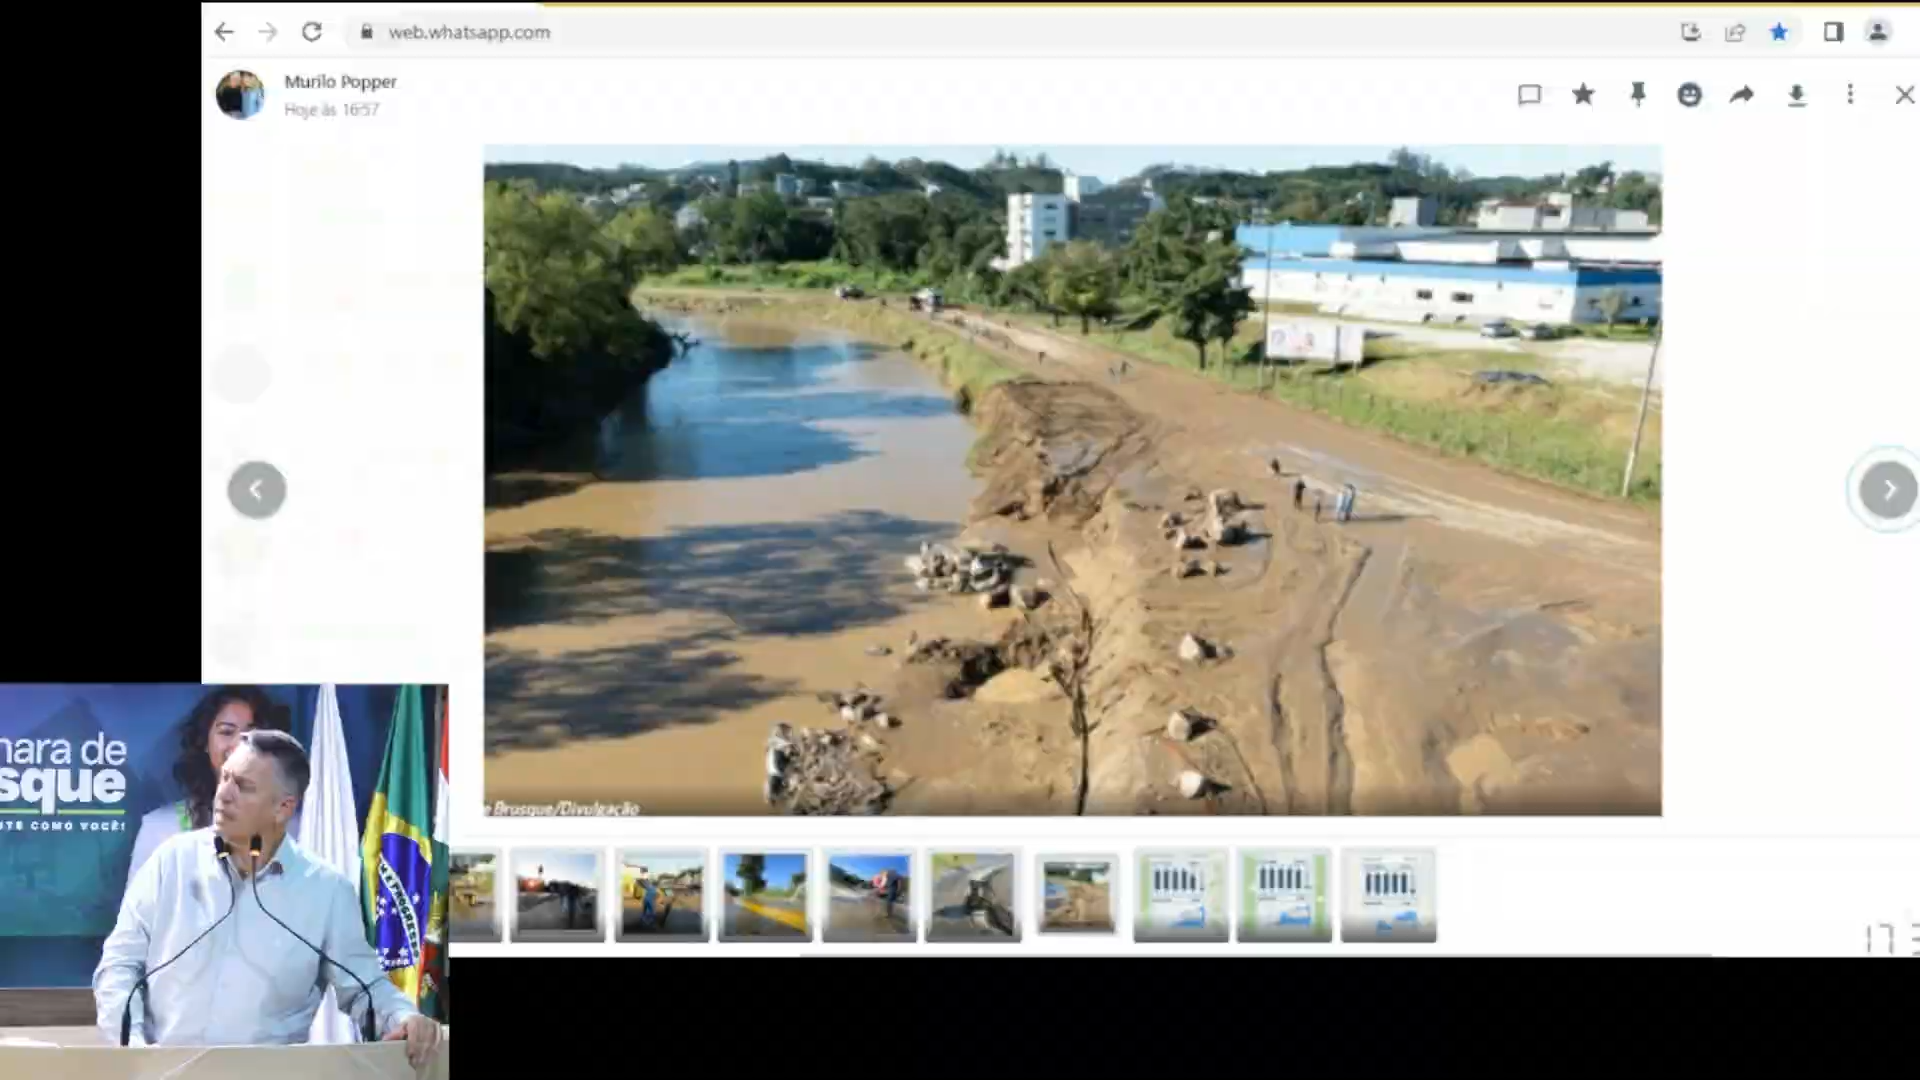 web.whatsapp.com
Murilo Popper
Hoje às 16:57
e Brusque/Divulgação
mara de
sque
NTE COMO VOCÊ!